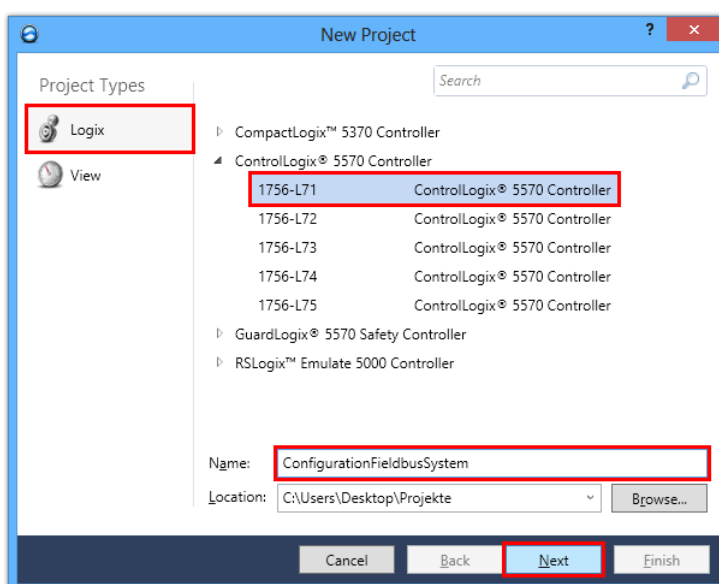 New Project
?
Project Types
Search
Logix
View
CompactLogix™ 5370 Controller
ControlLogix® 5570 Controller
1756-L71 ControlLogix® 5570 Controller
1756-L72 ControlLogix® 5570 Controller
1756-L73 ControlLogix® 5570 Controller
1756-L74 ControlLogix® 5570 Controller
1756-L75 ControlLogix® 5570 Controller
GuardLogix® 5570 Safety Controller
RSLogix™ Emulate 5000 Controller
Name: ConfigurationFieldbusSystem
Location: C:\Users\Desktop\Projekte Browse...
Cancel Back Next Finish